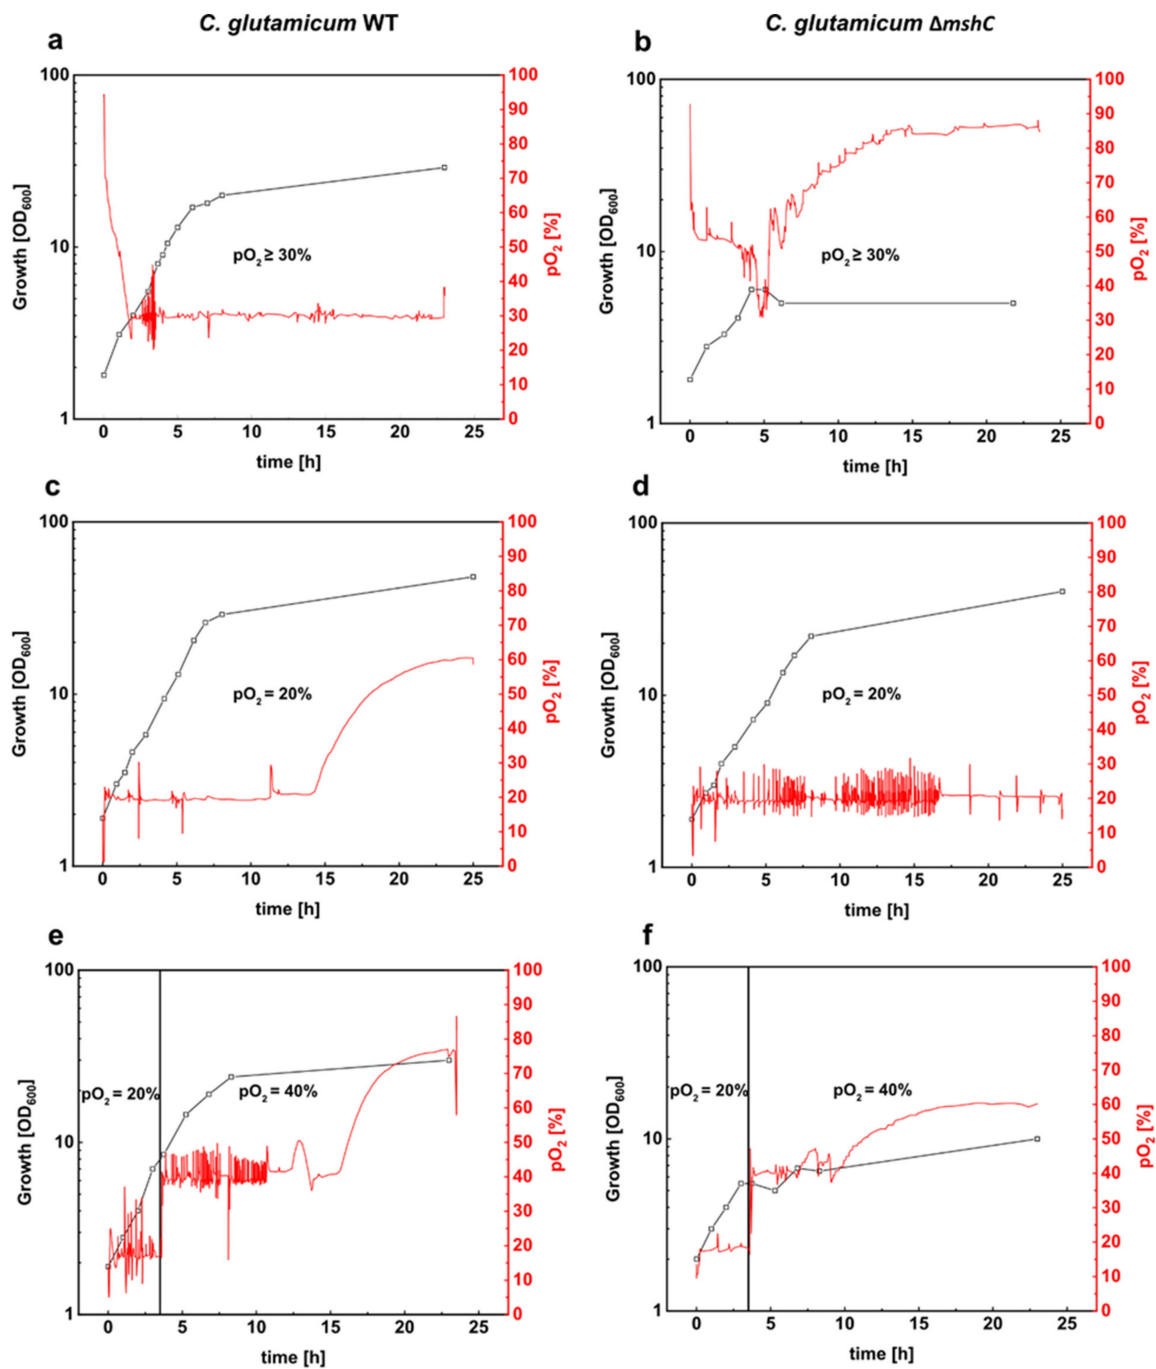 C. glutamicum WT
C. glutamicum ΔmshC
a
100
10
1
Growth [OD600]
100
90
80
70
60
50
40
30
20
10
0
pO2 [%]
pO2 ≥ 30%
0 5 10 15 20 25
time [h]
b
100
10
1
Growth [OD600]
100
90
80
70
60
50
40
30
20
10
0
pO2 [%]
pO2 ≥ 30%
0 5 10 15 20 25
time [h]
c
100
10
1
Growth [OD600]
100
90
80
70
60
50
40
30
20
10
0
pO2 [%]
pO2 = 20%
0 5 10 15 20 25
time [h]
d
100
10
1
Growth [OD600]
100
90
80
70
60
50
40
30
20
10
0
pO2 [%]
pO2 = 20%
0 5 10 15 20 25
time [h]
e
100
10
1
Growth [OD600]
100
90
80
70
60
50
40
30
20
10
0
pO2 [%]
pO2 = 20%
pO2 = 40%
0 5 10 15 20 25
time [h]
f
100
10
1
Growth [OD600]
100
90
80
70
60
50
40
30
20
10
0
pO2 [%]
pO2 = 20%
pO2 = 40%
0 5 10 15 20 25
time [h]